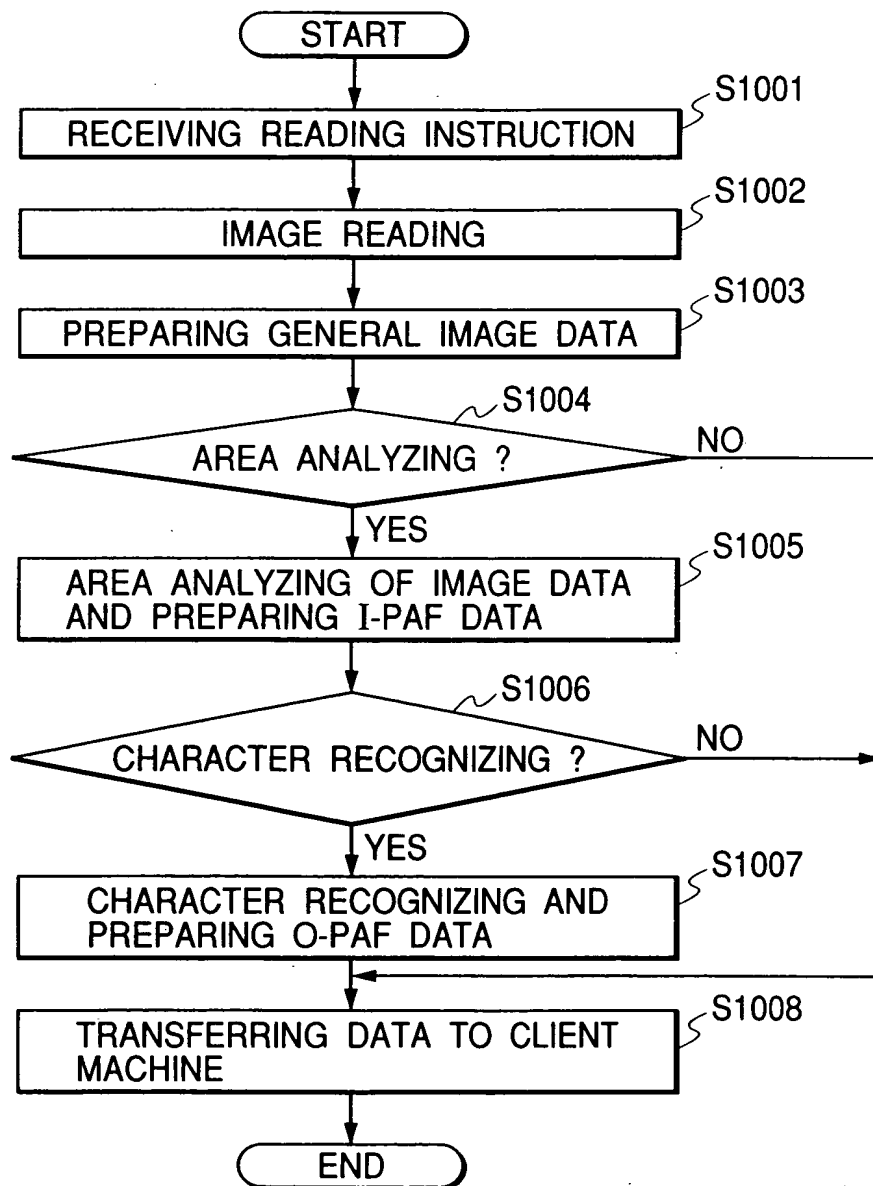 START
S1001
RECEIVING READING INSTRUCTION
S1002
IMAGE READING
S1003
PREPARING GENERAL IMAGE DATA
S1004
AREA ANALYZING ?
NO
YES
S1005
AREA ANALYZING OF IMAGE DATA
AND PREPARING I-PAF DATA
S1006
CHARACTER RECOGNIZING ?
NO
YES
S1007
CHARACTER RECOGNIZING AND
PREPARING O-PAF DATA
S1008
TRANSFERRING DATA TO CLIENT
MACHINE
END